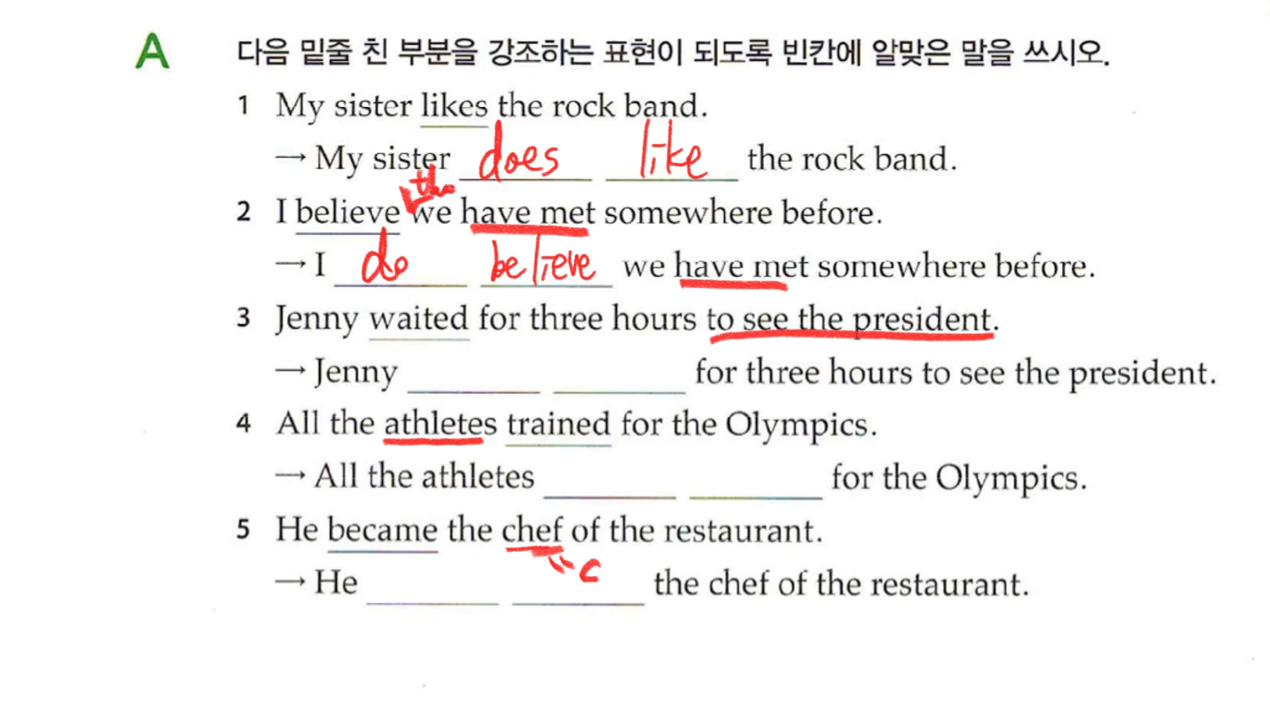 A 다음 밑줄 친 부분을 강조하는 표현이 되도록 빈칸에 알맞은 말을 쓰시오.
1 My sister likes the rock band.
→ My sister does like the rock band.
2 I believe we have met somewhere before.
→ I do believe we have met somewhere before.
3 Jenny waited for three hours to see the president.
→ Jenny for three hours to see the president.
4 All the athletes trained for the Olympics.
→ All the athletes for the Olympics.
5 He became the chef of the restaurant.
c
→ He the chef of the restaurant.